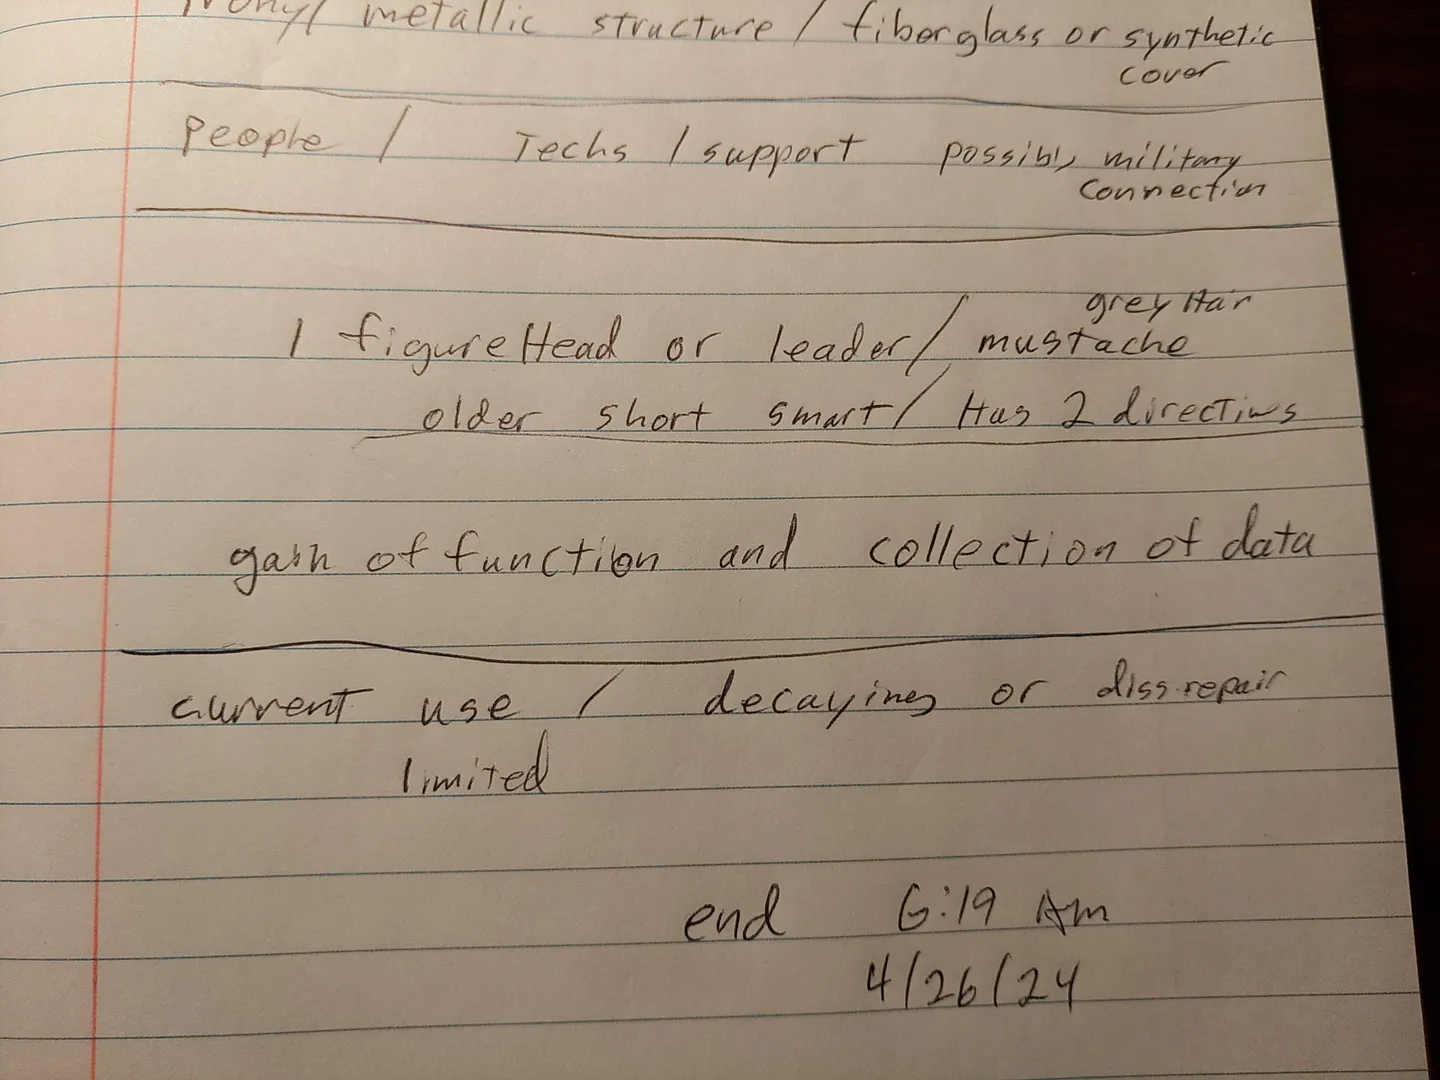 metallic structure / fiberglass or synthetic
cover
People / Techs / support possibly military
connection
grey Hair
1 figureHead or leader / mustache
older short smart / Has 2 directives
gain of function and collection of data
current use / decaying or diss.repair
limited
end 6:19 Am
4/26/24